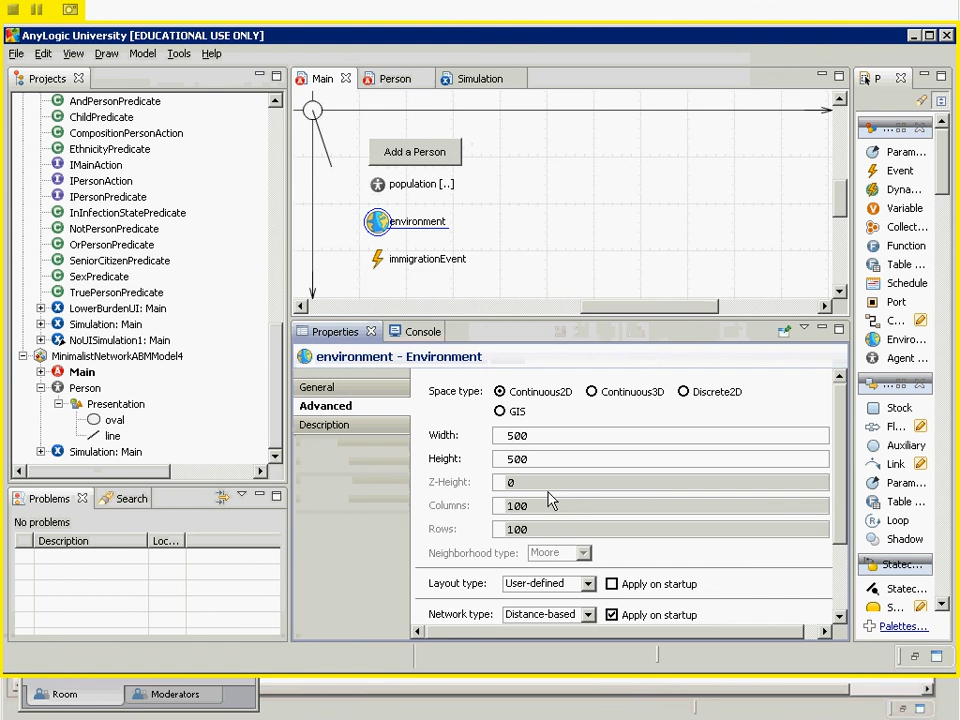 AnyLogic University [EDUCATIONAL USE ONLY]
File Edit View Draw Model Tools Help
Projects
AndPersonPredicate
ChildPredicate
CompositionPersonAction
EthnicityPredicate
IMainAction
IPersonAction
IPersonPredicate
InInfectionStatePredicate
NotPersonPredicate
OrPersonPredicate
SeniorCitizenPredicate
SexPredicate
TruePersonPredicate
LowerBurdenUI: Main
Simulation: Main
NoUISimulation1: Main
MinimalistNetworkABMModel4
Main
Person
Presentation
oval
line
Simulation: Main
Problems Search
No problems
Description Loc...
Main Person Simulation
Add a Person
population [..]
environment
immigrationEvent
Properties Console
environment - Environment
General
Advanced
Description
Space type: Continuous2D Continuous3D Discrete2D
GIS
Width: 500
Height: 500
Z-Height: 0
Columns: 100
Rows: 100
Neighborhood type: Moore
Layout type: User-defined Apply on startup
Network type: Distance-based Apply on startup
P
Param...
Event
Dyna...
Variable
Collect...
Function
Table ...
Schedule
Port
C...
Enviro...
Agent ...
Stock
Fl...
Auxiliary
Link
Param...
Table ...
Loop
Shadow
Statec...
Statec...
S...
Palettes...
Room Moderators